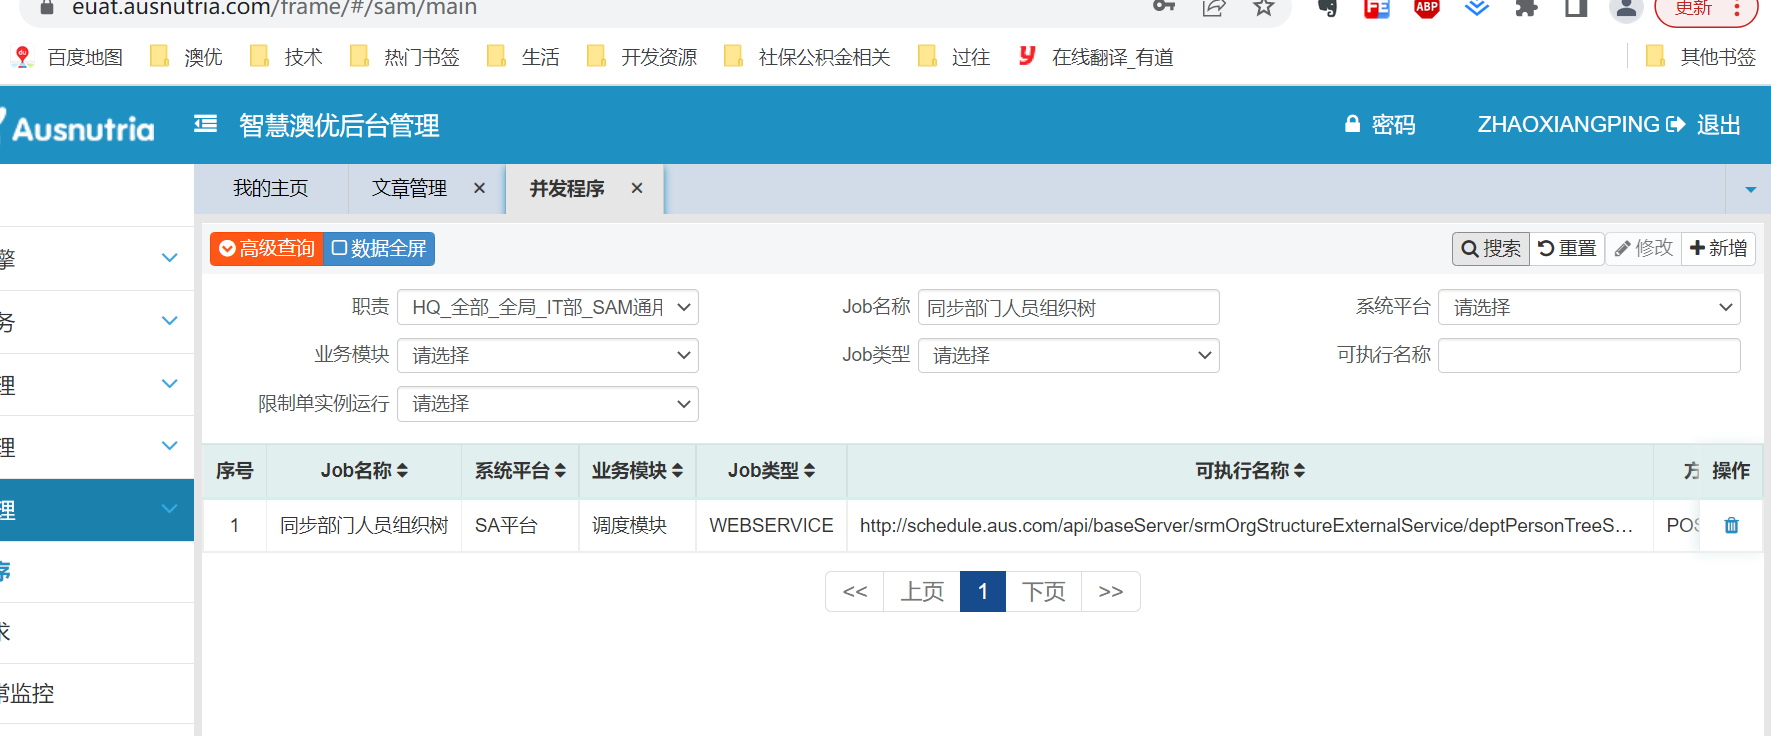 euat.ausnutria.com/frame/#/sam/main
更新
百度地图 澳优 技术 热门书签 生活 开发资源 社保公积金相关 过往 在线翻译_有道 其他书签
Ausnutria 智慧澳优后台管理 密码 ZHAOXIANGPING 退出
我的主页 文章管理 × 并发程序 ×
高级查询 数据全屏 搜索 重置 修改 新增
职责 HQ_全部_全局_IT部_SAM通用 Job名称 同步部门人员组织树 系统平台 请选择
业务模块 请选择 Job类型 请选择 可执行名称
限制单实例运行 请选择
序号 Job名称 系统平台 业务模块 Job类型 可执行名称 方 操作
1 同步部门人员组织树 SA平台 调度模块 WEBSERVICE http://schedule.aus.com/api/baseServer/srmOrgStructureExternalService/deptPersonTreeS... POS
<< 上页 1 下页 >>
擎
务
理
理
理
序
求
常监控